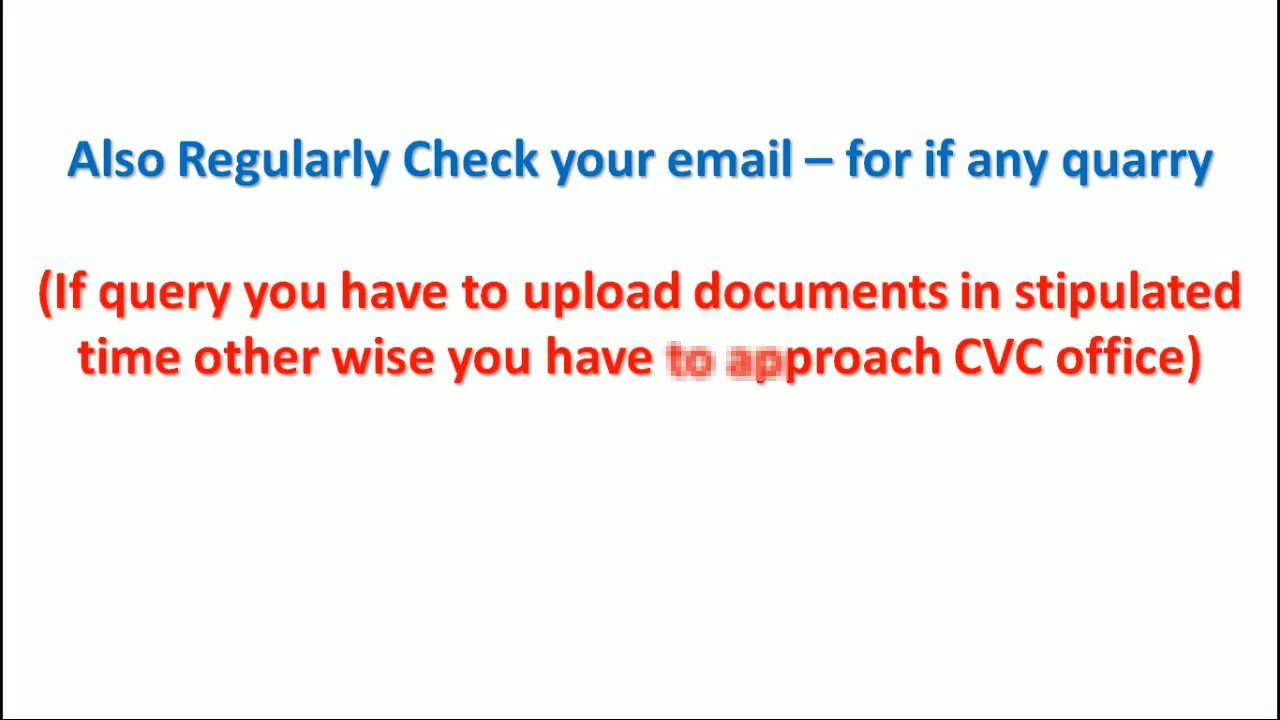 Also Regularly Check your email – for if any quarry
(If query you have to upload documents in stipulated
time other wise you have to approach CVC office)